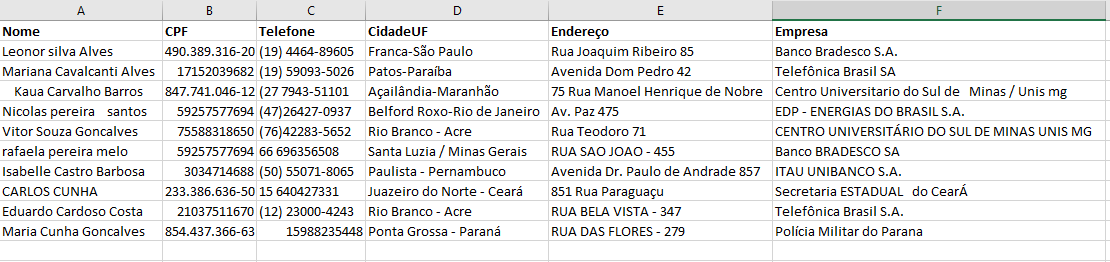 A B C D E F
Nome CPF Telefone CidadeUF Endereço Empresa
Leonor silva Alves 490.389.316-20 (19) 4464-89605 Franca-São Paulo Rua Joaquim Ribeiro 85 Banco Bradesco S.A.
Mariana Cavalcanti Alves 17152039682 (19) 59093-5026 Patos-Paraíba Avenida Dom Pedro 42 Telefônica Brasil SA
Kaua Carvalho Barros 847.741.046-12 (27 7943-51101 Açailândia-Maranhão 75 Rua Manoel Henrique de Nobre Centro Universitario do Sul de Minas / Unis mg
Nicolas pereira santos 59257577694 (47)26427-0937 Belford Roxo-Rio de Janeiro Av. Paz 475 EDP - ENERGIAS DO BRASIL S.A.
Vitor Souza Goncalves 75588318650 (76)42283-5652 Rio Branco - Acre Rua Teodoro 71 CENTRO UNIVERSITÁRIO DO SUL DE MINAS UNIS MG
rafaela pereira melo 59257577694 66 696356508 Santa Luzia / Minas Gerais RUA SAO JOAO - 455 Banco BRADESCO SA
Isabelle Castro Barbosa 3034714688 (50) 55071-8065 Paulista - Pernambuco Avenida Dr. Paulo de Andrade 857 ITAU UNIBANCO S.A.
CARLOS CUNHA 233.386.636-50 15 640427331 Juazeiro do Norte - Ceará 851 Rua Paraguaçu Secretaria ESTADUAL do CearÁ
Eduardo Cardoso Costa 21037511670 (12) 23000-4243 Rio Branco - Acre RUA BELA VISTA - 347 Telefônica Brasil S.A.
Maria Cunha Goncalves 854.437.366-63 15988235448 Ponta Grossa - Paraná RUA DAS FLORES - 279 Polícia Militar do Parana